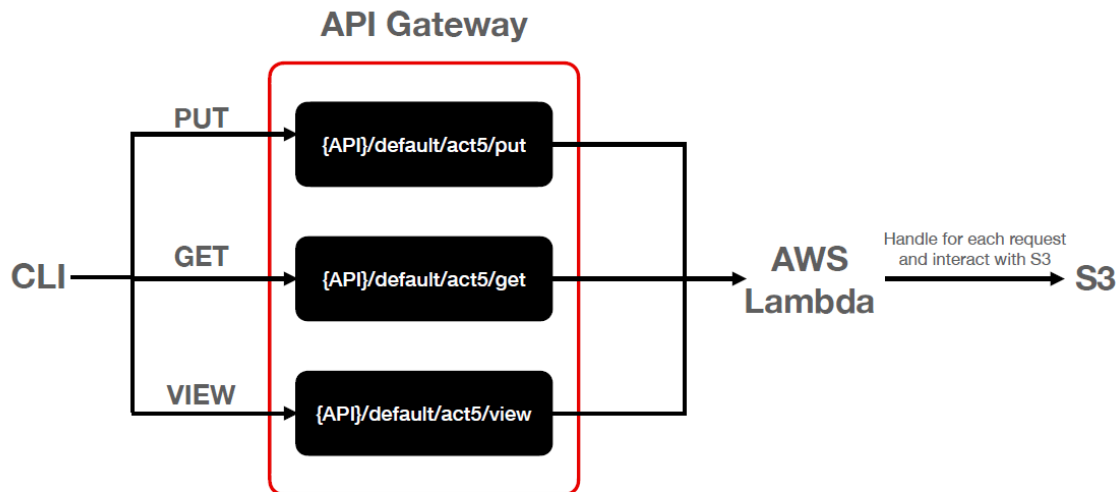 API Gateway
PUT
{API}/default/act5/put
GET
{API}/default/act5/get
CLI
VIEW
{API}/default/act5/view
AWS
Lambda
Handle for each request
and interact with S3
S3